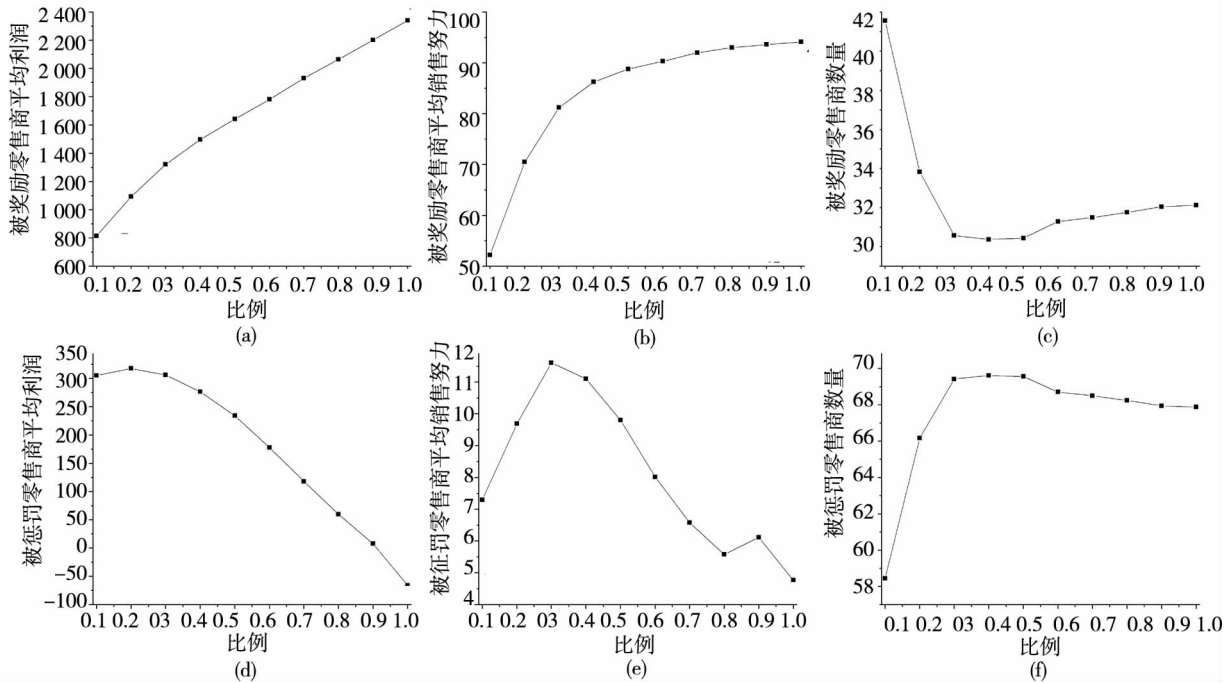 被奖励零售商平均利润
2 400
2 200
2 000
1 800
1 600
1 400
1 200
1 000
800
600
0.1 0.2 03 0.4 0.5 0.6 0.7 0.8 0.9 1.0
比例
(a)
被奖励零售商平均销售努力
100
90
80
70
60
50
0.1 0.2 03 0.4 0.5 0.6 0.7 0.8 0.9 1.0
比例
(b)
被奖励零售商数量
42
40
38
36
34
32
30
0.1 0.2 03 0.4 0.5 0.6 0.7 0.8 0.9 1.0
比例
(c)
被惩罚零售商平均利润
350
300
250
200
150
100
50
0
-50
-100
0.1 0.2 03 0.4 0.5 0.6 0.7 0.8 0.9 1.0
比例
(d)
被征罚零售商平均销售努力
12
11
10
9
8
7
6
5
4
0.1 0.2 03 0.4 0.5 0.6 0.7 0.8 0.9 1.0
比例
(e)
被惩罚零售商数量
70
68
66
64
62
60
58
0.1 0.2 03 0.4 0.5 0.6 0.7 0.8 0.9 1.0
比例
(f)